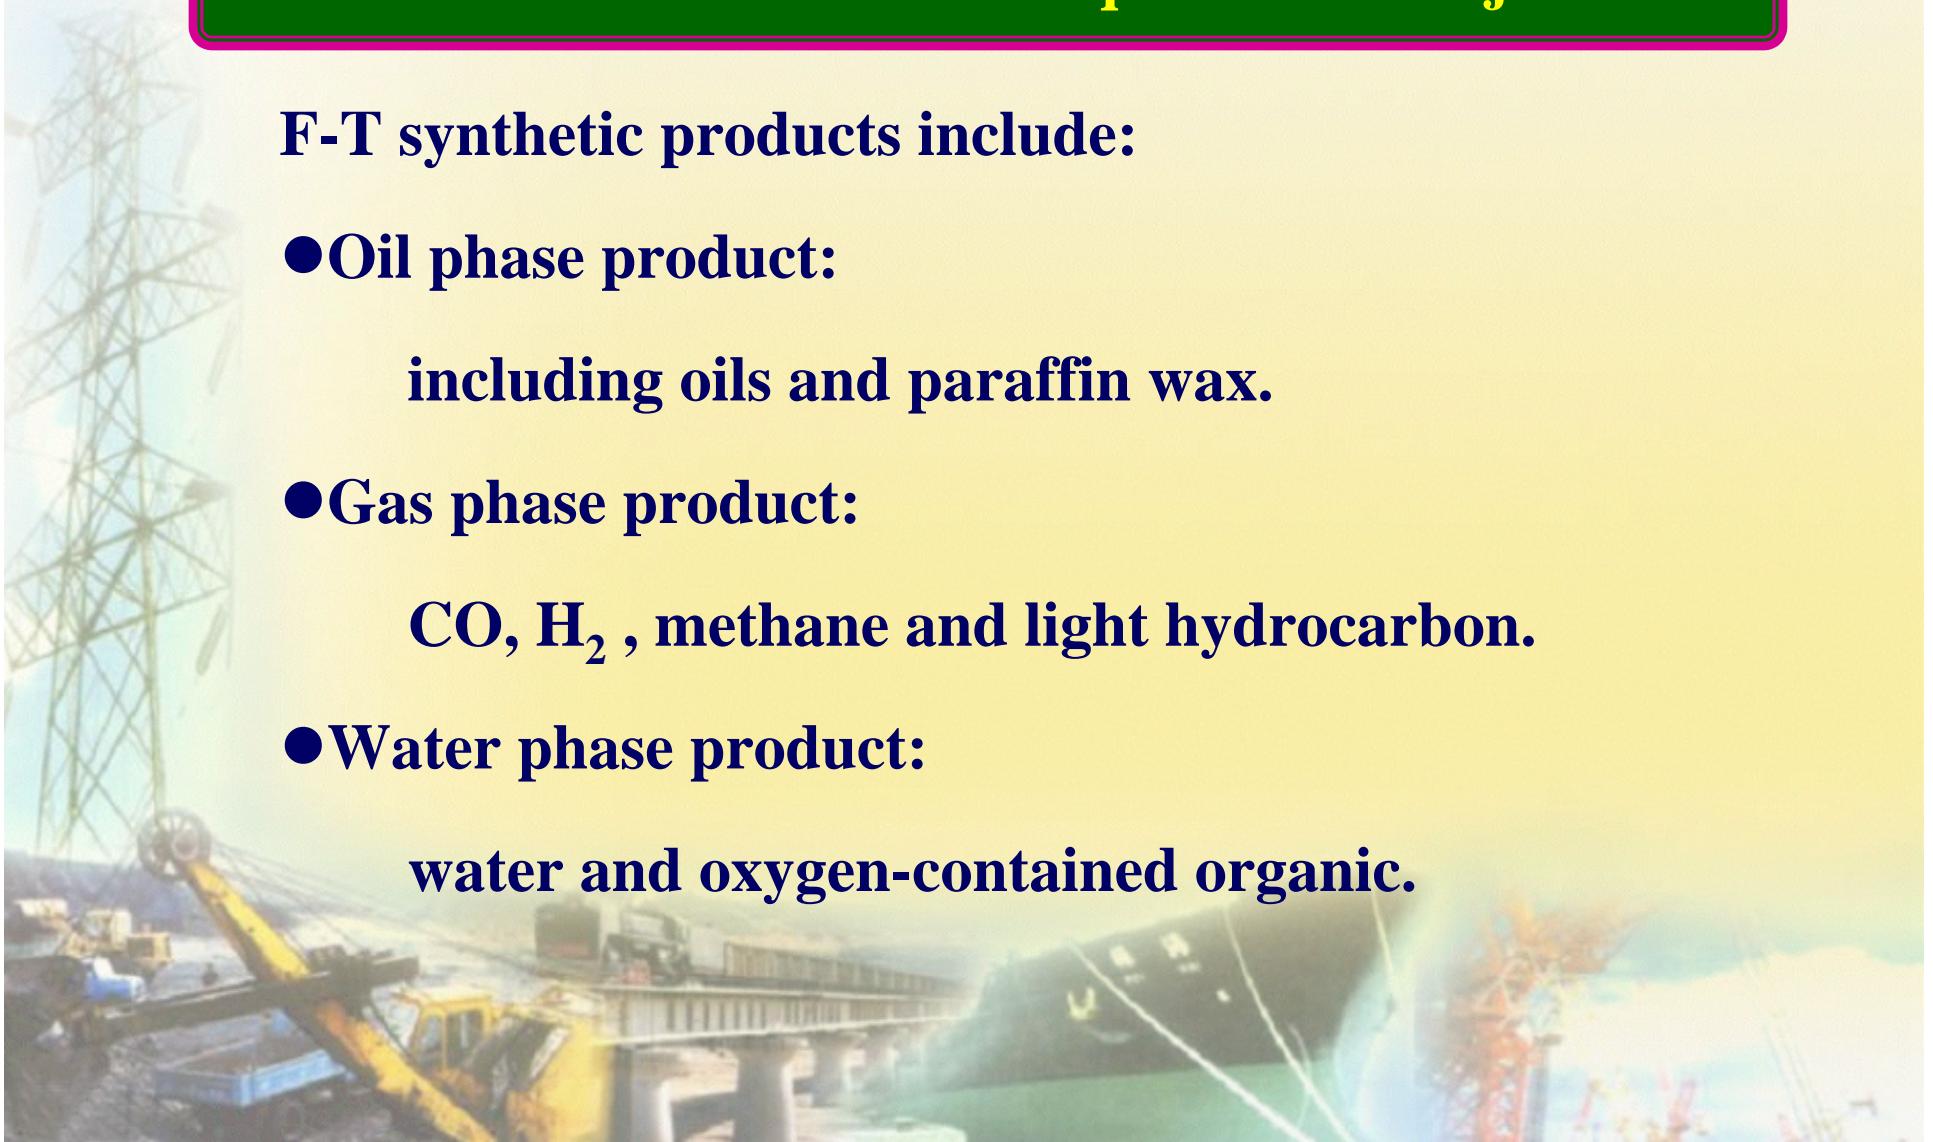 F-T synthetic products include:
●Oil phase product:
including oils and paraffin wax.
●Gas phase product:
CO, H₂ , methane and light hydrocarbon.
●Water phase product:
water and oxygen-contained organic.